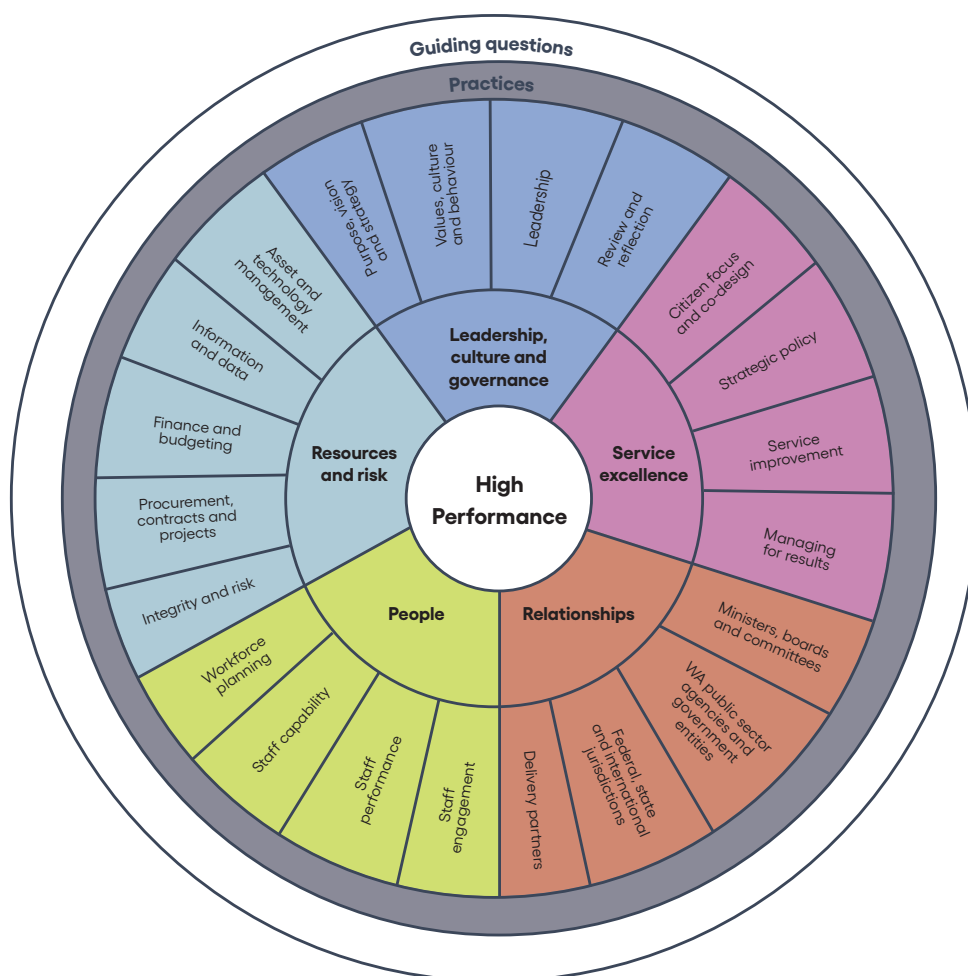 Guiding questions
Practices
Purpose, vision
and strategy
Values, culture
and behaviour
Leadership
Review and
reflection
Citizen focus
and co-design
Strategic policy
Service
improvement
Managing
for results
Ministers, boards
and committees
WA public sector
agencies and
government
entities
Federal, state
and international
jurisdictions
Delivery partners
Staff
engagement
Staff
performance
Staff capability
Workforce
planning
Integrity and risk
Procurement,
contracts and
projects
Finance and
budgeting
Information
and data
Asset and
technology
management
Leadership,
culture and
governance
Service
excellence
Relationships
People
Resources
and risk
High
Performance